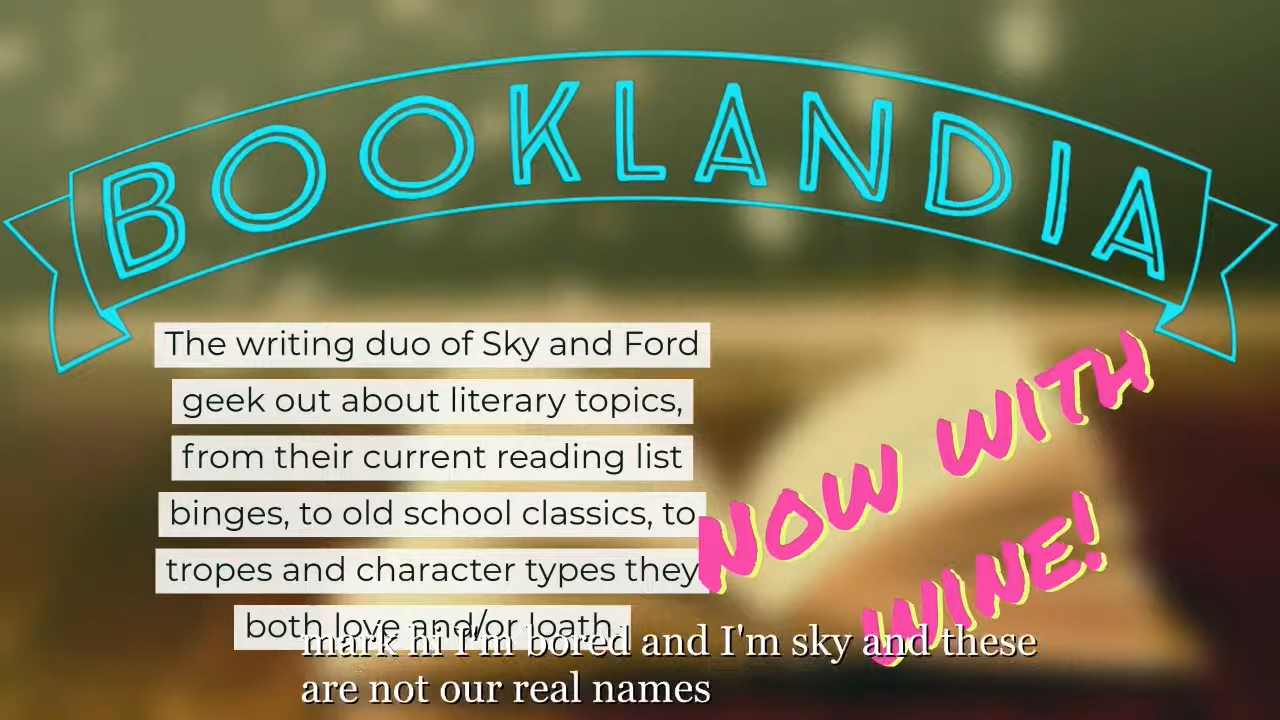 BOOKLANDIA
The writing duo of Sky and Ford
geek out about literary topics,
from their current reading list
binges, to old school classics, to
tropes and character types they
both love and/or loath.
NOW WITH
WINE!
mark hi I'm bored and I'm sky and these
are not our real names